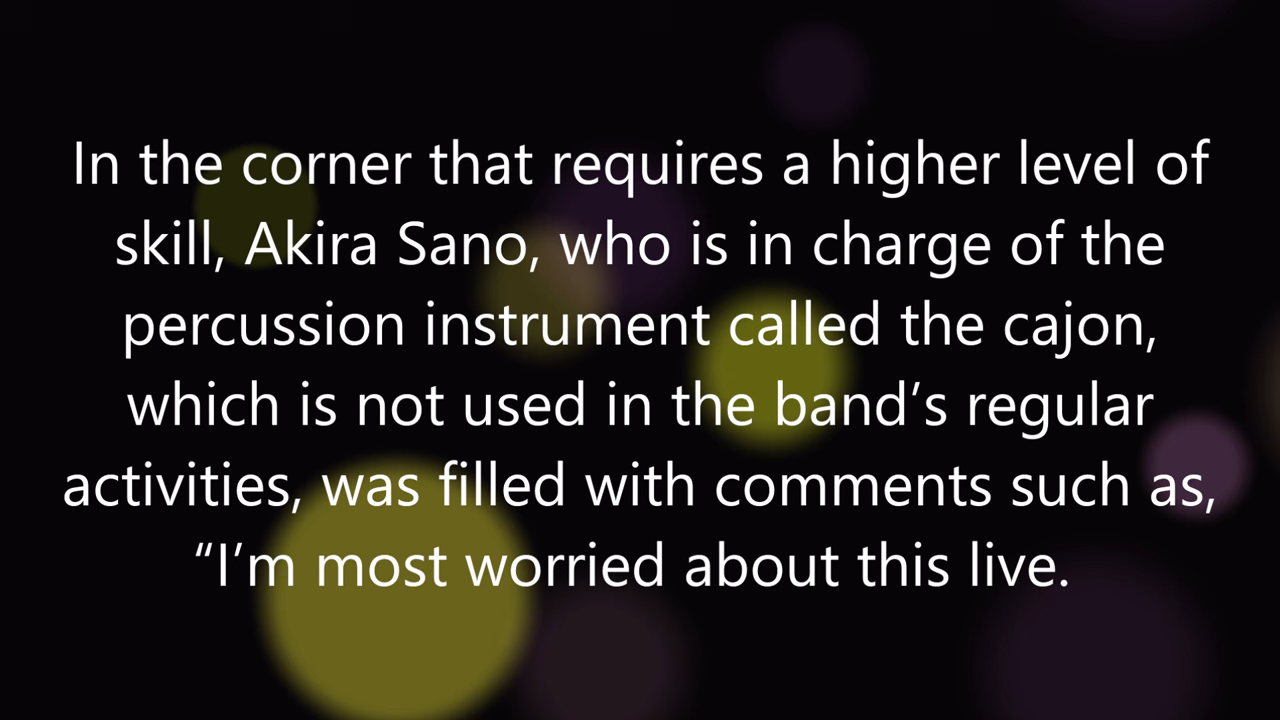 In the corner that requires a higher level of
skill, Akira Sano, who is in charge of the
percussion instrument called the cajon,
which is not used in the band’s regular
activities, was filled with comments such as,
“I’m most worried about this live.